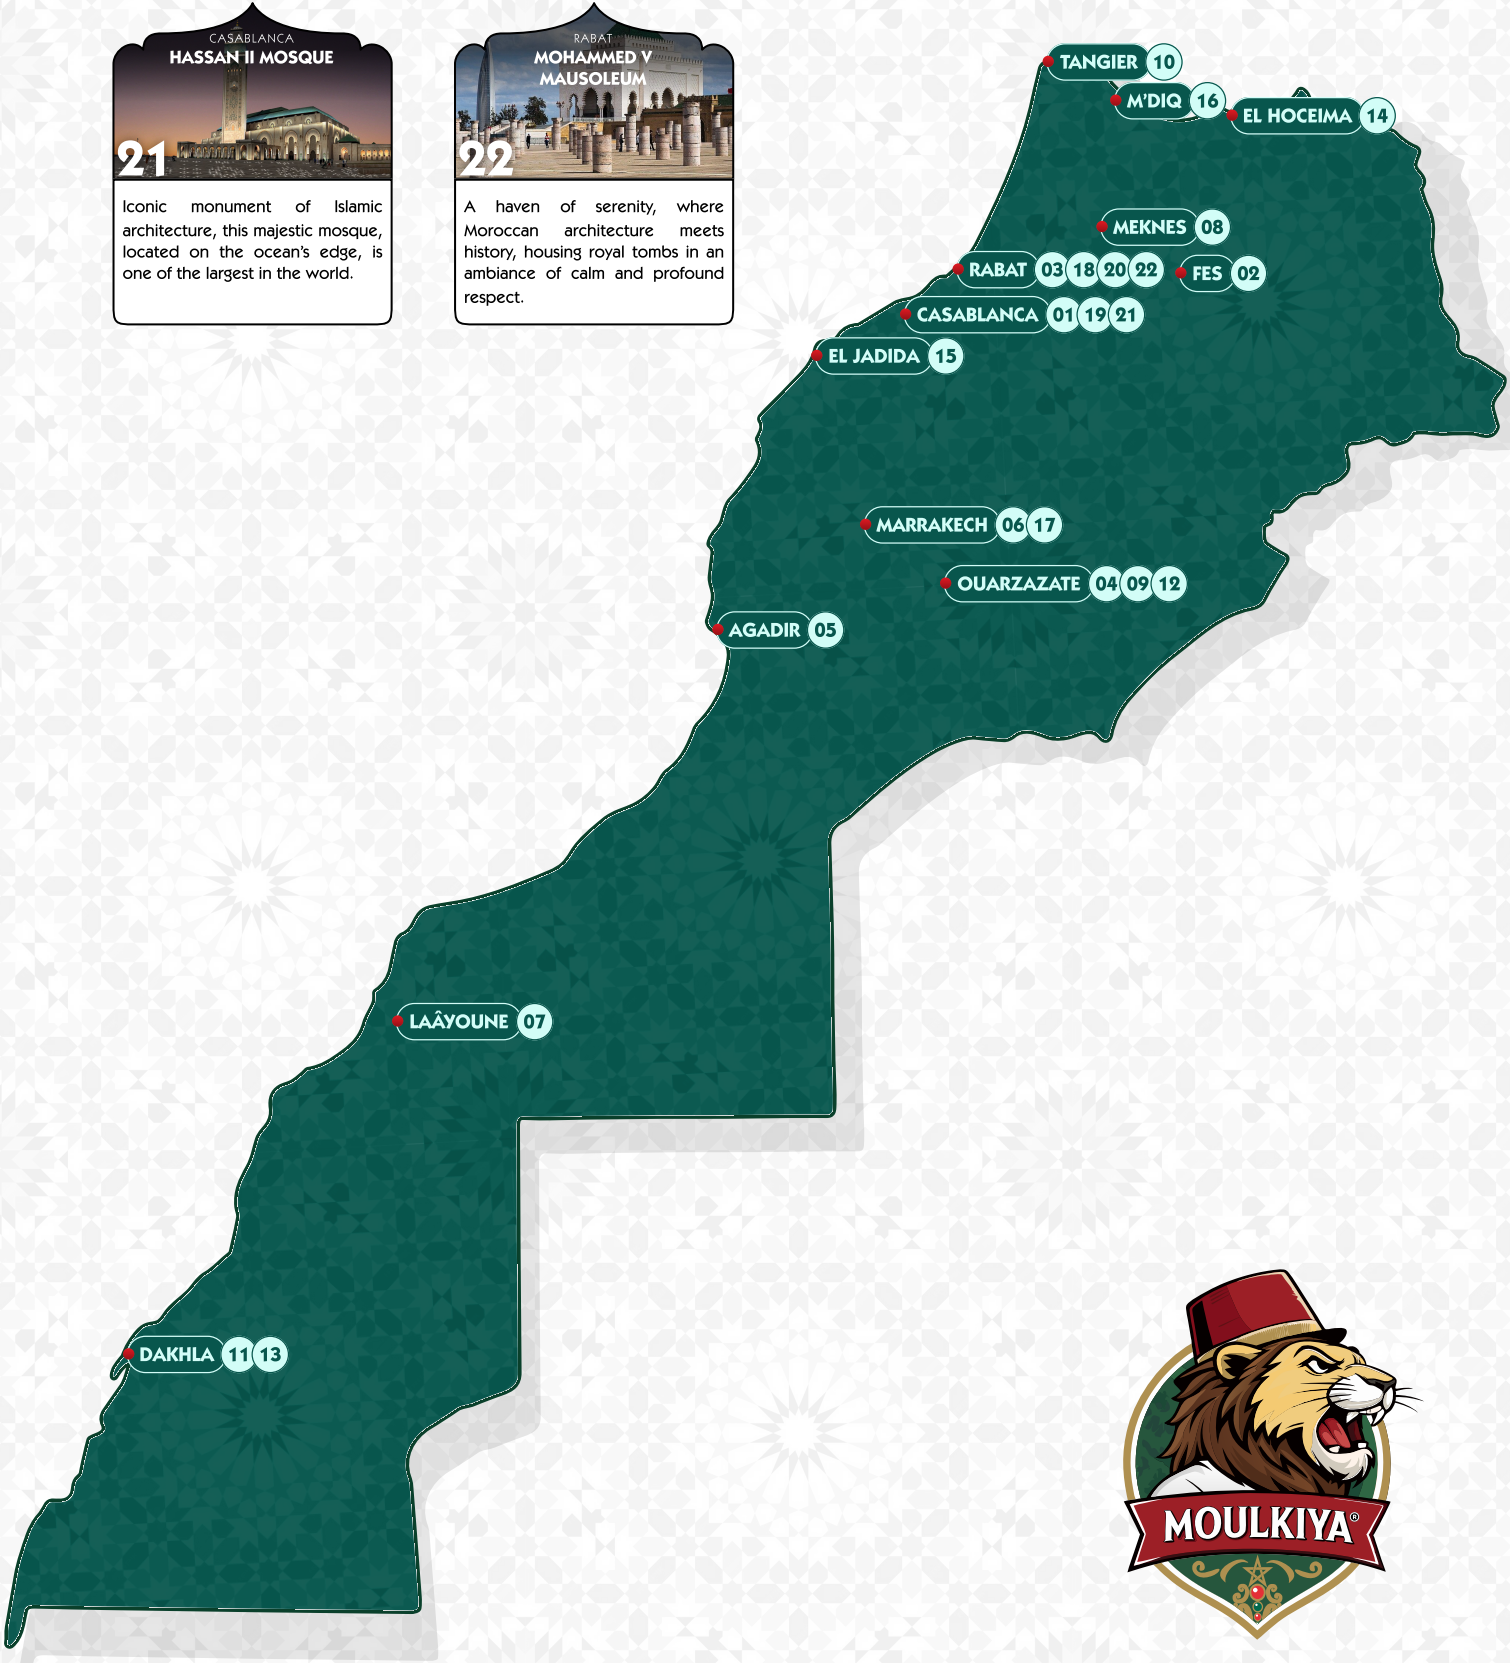 CASABLANCA
HASSAN II MOSQUE
21
Iconic monument of Islamic
architecture, this majestic mosque,
located on the ocean's edge, is
one of the largest in the world.
RABAT
MOHAMMED V
MAUSOLEUM
22
A haven of serenity, where
Moroccan architecture meets
history, housing royal tombs in an
ambiance of calm and profound
respect.
TANGIER 10
M'DIQ 16
EL HOCEIMA 14
MEKNES 08
RABAT 03 18 20 22
FES 02
CASABLANCA 01 19 21
EL JADIDA 15
MARRAKECH 06 17
OUARZAZATE 04 09 12
AGADIR 05
LAÂYOUNE 07
DAKHLA 11 13
MOULKIYA®